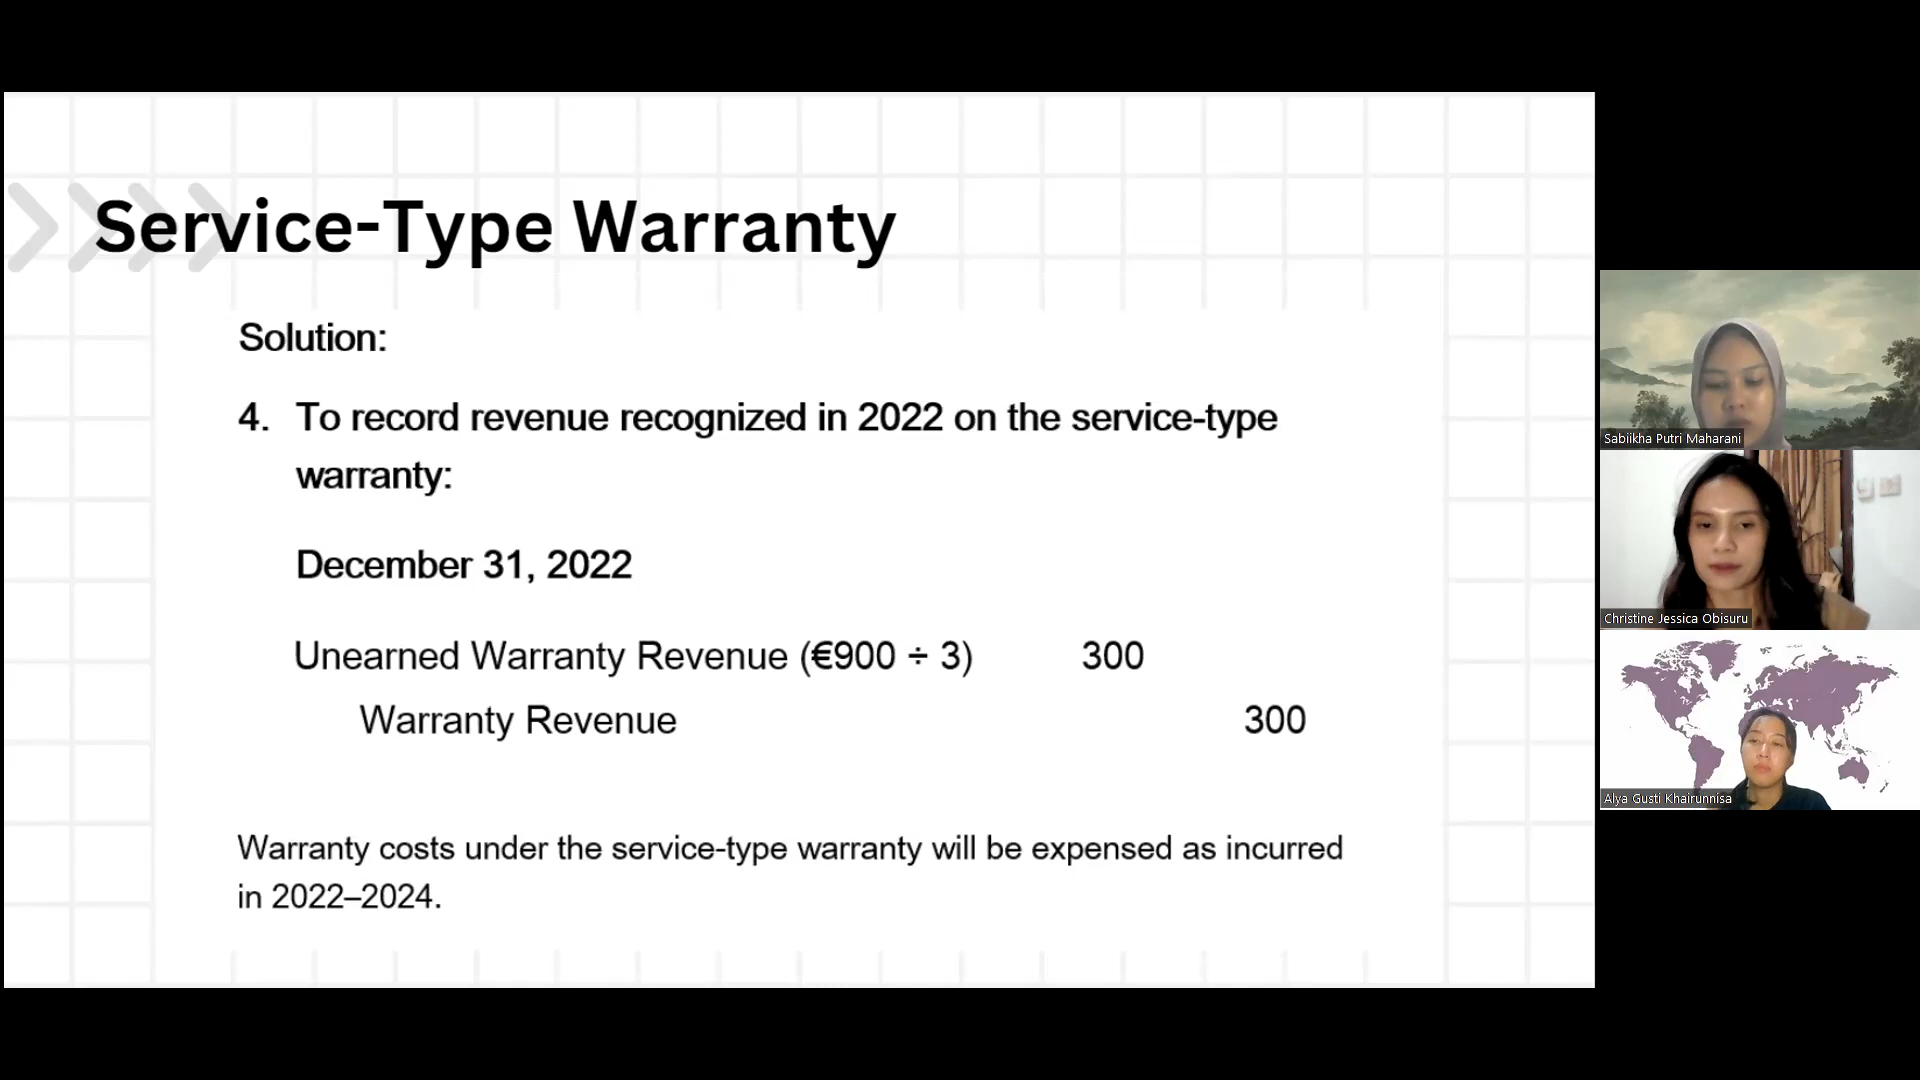 Service-Type Warranty
Solution:
4. To record revenue recognized in 2022 on the service-type
warranty:
December 31, 2022
Unearned Warranty Revenue (€900 ÷ 3) 300
Warranty Revenue 300
Warranty costs under the service-type warranty will be expensed as incurred
in 2022–2024.
Sabiikha Putri Maharani
Christine Jessica Obisuru
Alya Gusti Khairunnisa